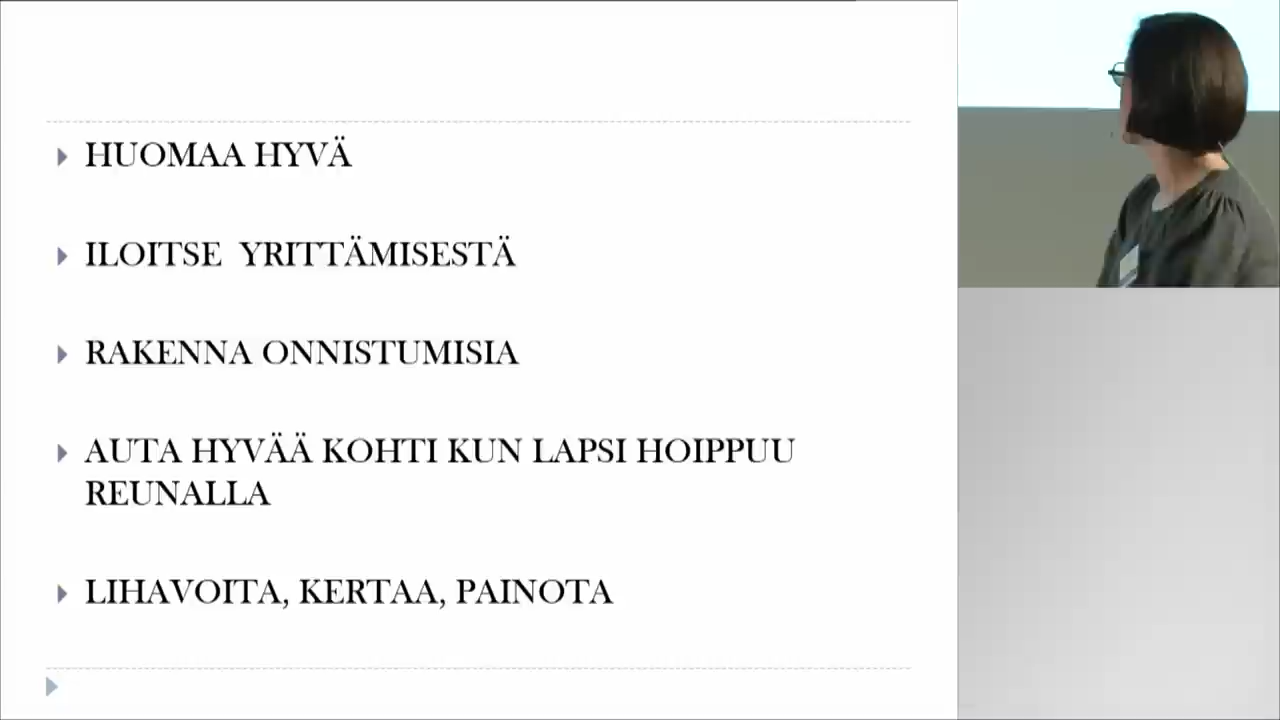 HUOMAA HYVÄ
ILOITSE YRITTÄMISESTÄ
RAKENNA ONNISTUMISIA
AUTA HYVÄÄ KOHTI KUN LAPSI HOIPPUU
REUNALLA
LIHAVOITA, KERTAA, PAINOTA